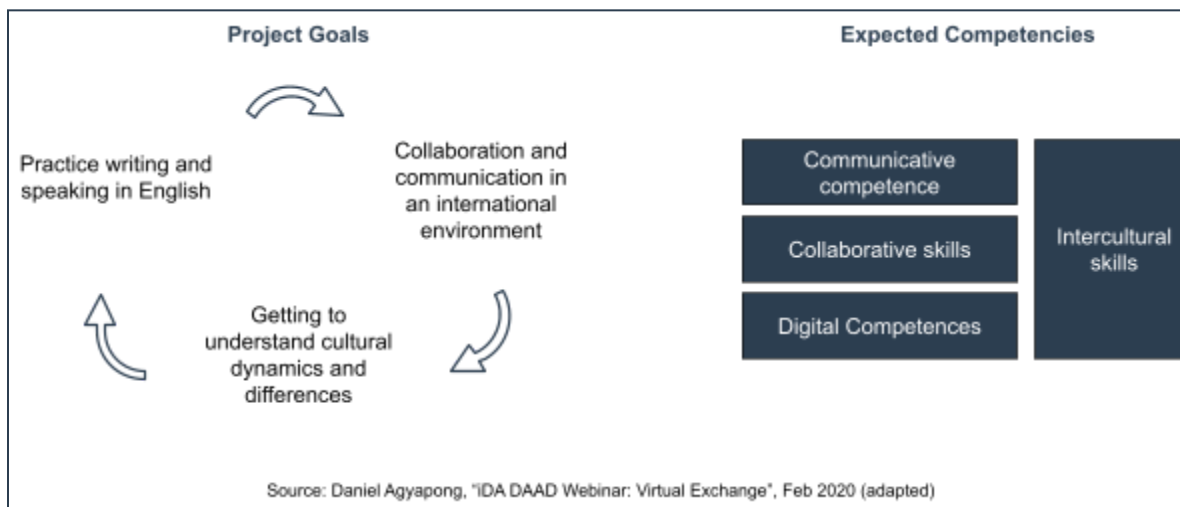 Project Goals
Expected Competencies
Practice writing and
speaking in English
Collaboration and
communication in
an international
environment
Getting to
understand cultural
dynamics and
differences
Communicative
competence
Collaborative skills
Digital Competences
Intercultural
skills
Source: Daniel Agyapong, "iDA DAAD Webinar: Virtual Exchange", Feb 2020 (adapted)